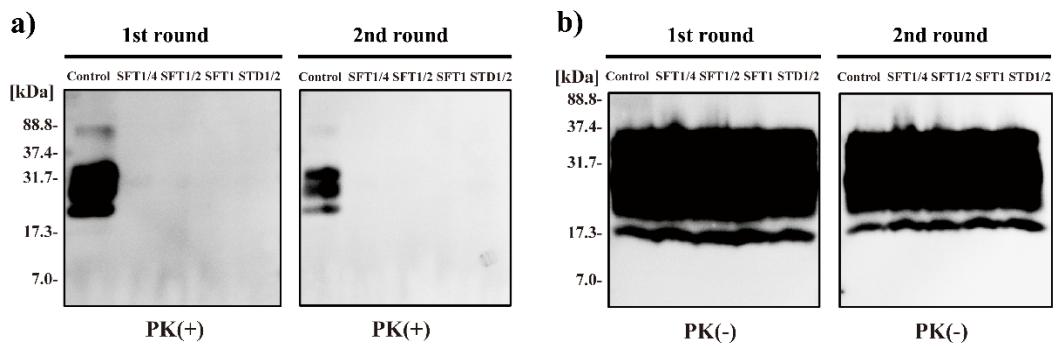 a)
1st round
2nd round
Control SFT1/4 SFT1/2 SFT1 STD1/2
Control SFT1/4 SFT1/2 SFT1 STD1/2
[kDa]
88.8-
37.4-
31.7-
17.3-
7.0-
PK(+)
PK(+)
b)
1st round
2nd round
Control SFT1/4 SFT1/2 SFT1 STD1/2
Control SFT1/4 SFT1/2 SFT1 STD1/2
[kDa]
88.8-
37.4-
31.7-
17.3-
7.0-
PK(-)
PK(-)